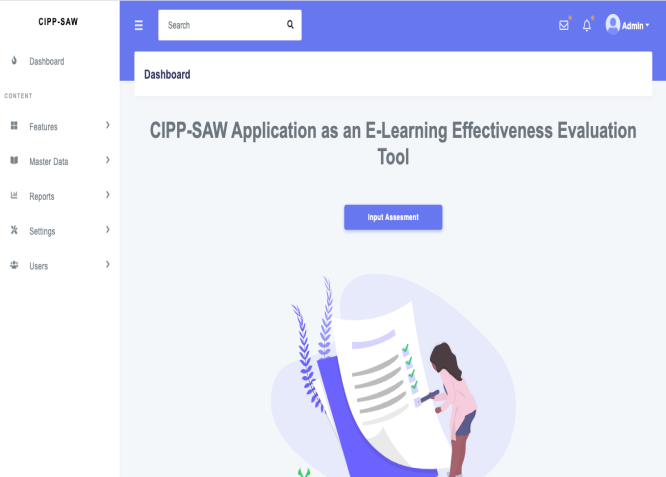 CIPP-SAW
Search
Admin
Dashboard
Dashboard
CONTENT
Features
Master Data
Reports
Settings
Users
CIPP-SAW Application as an E-Learning Effectiveness Evaluation
Tool
Input Assesment